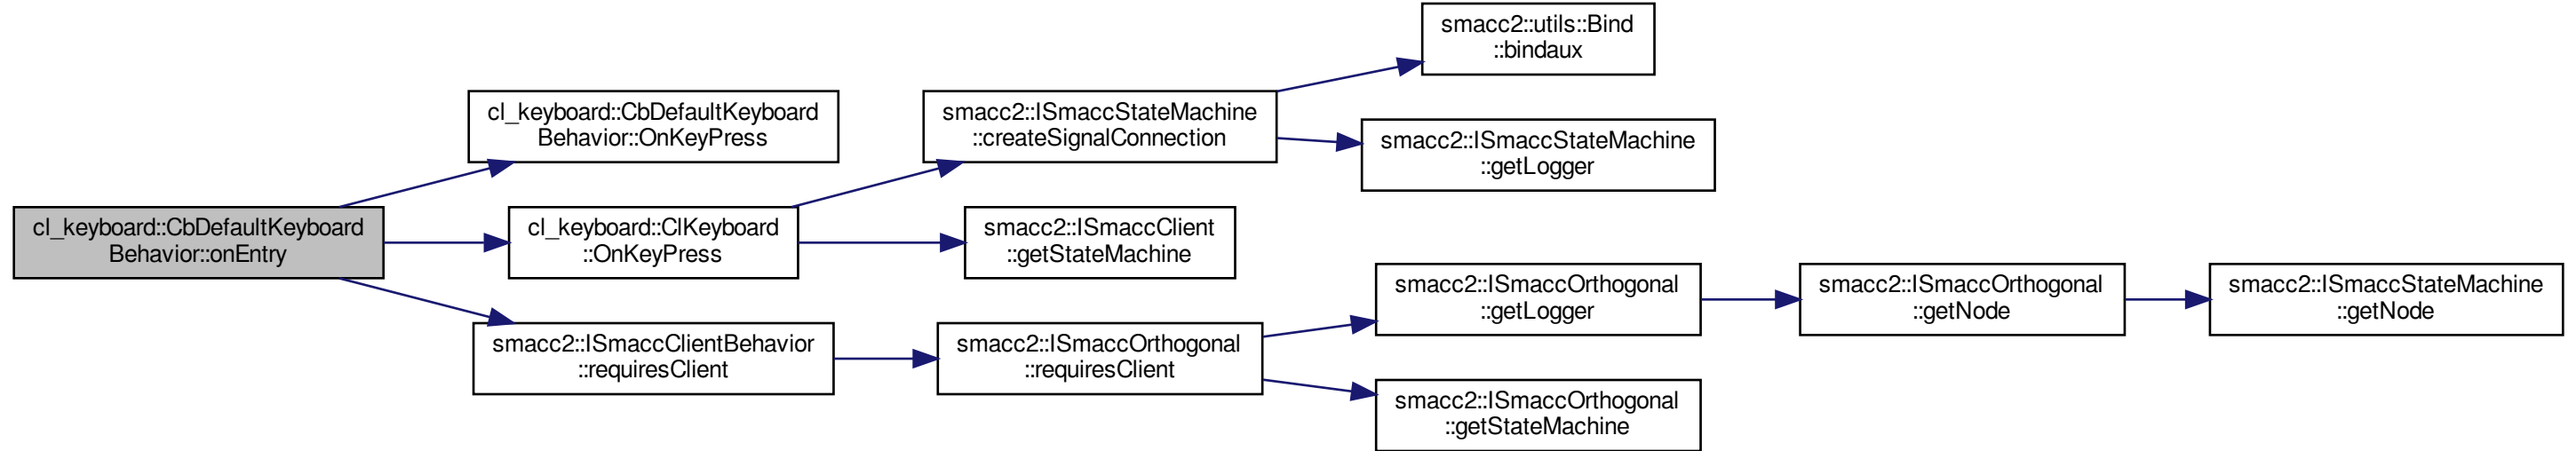 smacc2::utils::Bind
::bindaux
cl_keyboard::CbDefaultKeyboard
Behavior::OnKeyPress
smacc2::ISmaccStateMachine
::createSignalConnection
smacc2::ISmaccStateMachine
::getLogger
cl_keyboard::CbDefaultKeyboard
Behavior::onEntry
cl_keyboard::ClKeyboard
::OnKeyPress
smacc2::ISmaccClient
::getStateMachine
smacc2::ISmaccOrthogonal
::getLogger
smacc2::ISmaccOrthogonal
::getNode
smacc2::ISmaccStateMachine
::getNode
smacc2::ISmaccClientBehavior
::requiresClient
smacc2::ISmaccOrthogonal
::requiresClient
smacc2::ISmaccOrthogonal
::getStateMachine